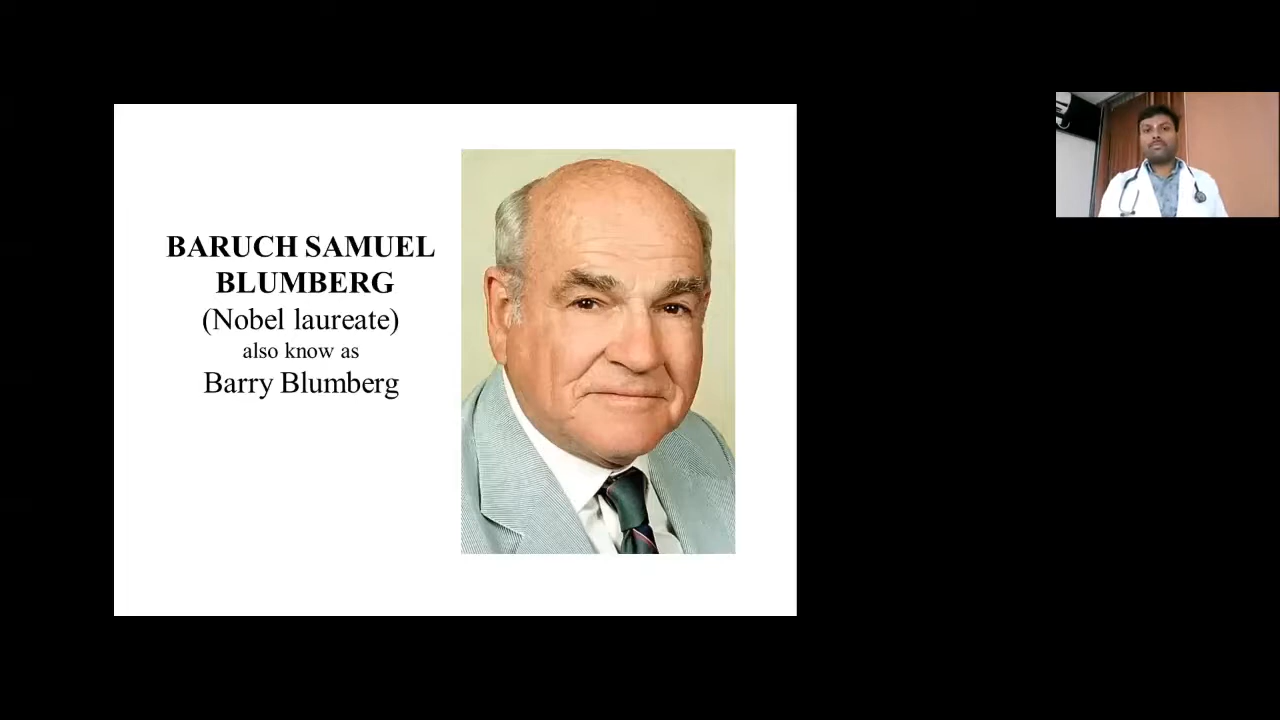 BARUCH SAMUEL
BLUMBERG
(Nobel laureate)
also know as
Barry Blumberg